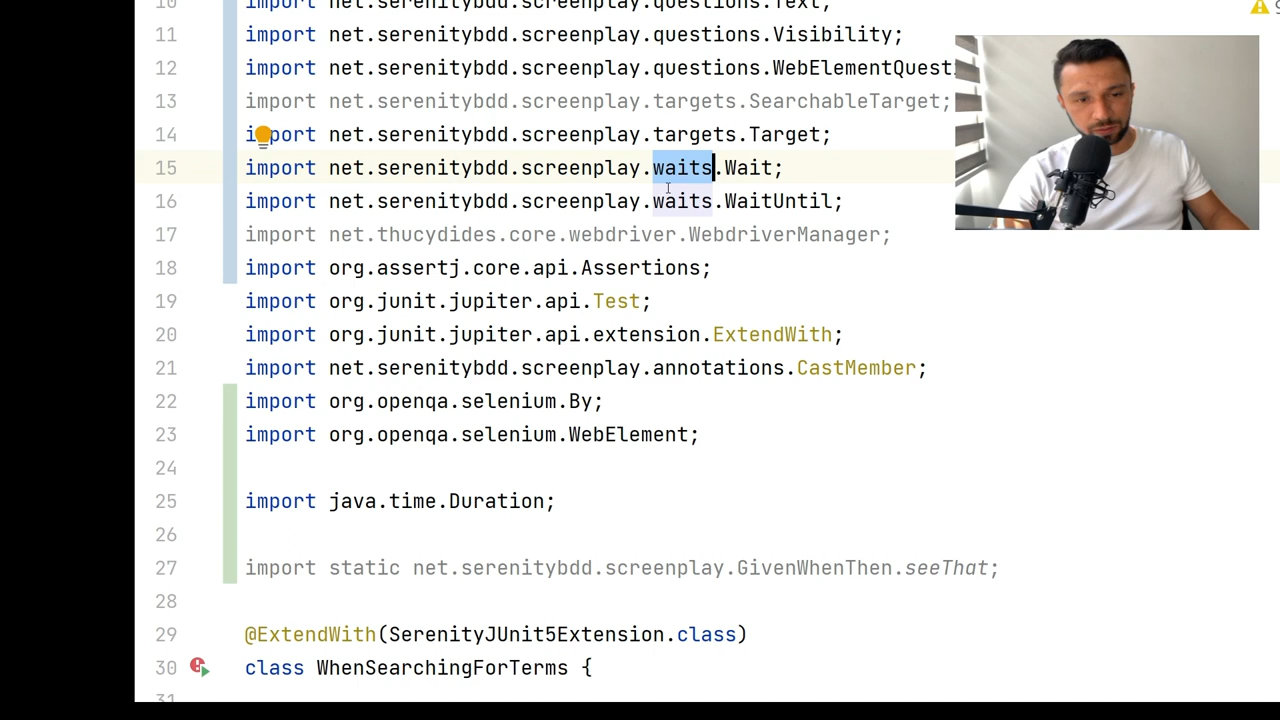 10 import net.serenitybdd.screenplay.questions.Text;
11 import net.serenitybdd.screenplay.questions.Visibility;
12 import net.serenitybdd.screenplay.questions.WebElementQuesti
13 import net.serenitybdd.screenplay.targets.SearchableTarget;
14 import net.serenitybdd.screenplay.targets.Target;
15 import net.serenitybdd.screenplay.waits.Wait;
16 import net.serenitybdd.screenplay.waits.WaitUntil;
17 import net.thucydides.core.webdriver.WebdriverManager;
18 import org.assertj.core.api.Assertions;
19 import org.junit.jupiter.api.Test;
20 import org.junit.jupiter.api.extension.ExtendWith;
21 import net.serenitybdd.screenplay.annotations.CastMember;
22 import org.openqa.selenium.By;
23 import org.openqa.selenium.WebElement;
24
25 import java.time.Duration;
26
27 import static net.serenitybdd.screenplay.GivenWhenThen.seeThat;
28
29 @ExtendWith(SerenityJUnit5Extension.class)
30 class WhenSearchingForTerms {
31